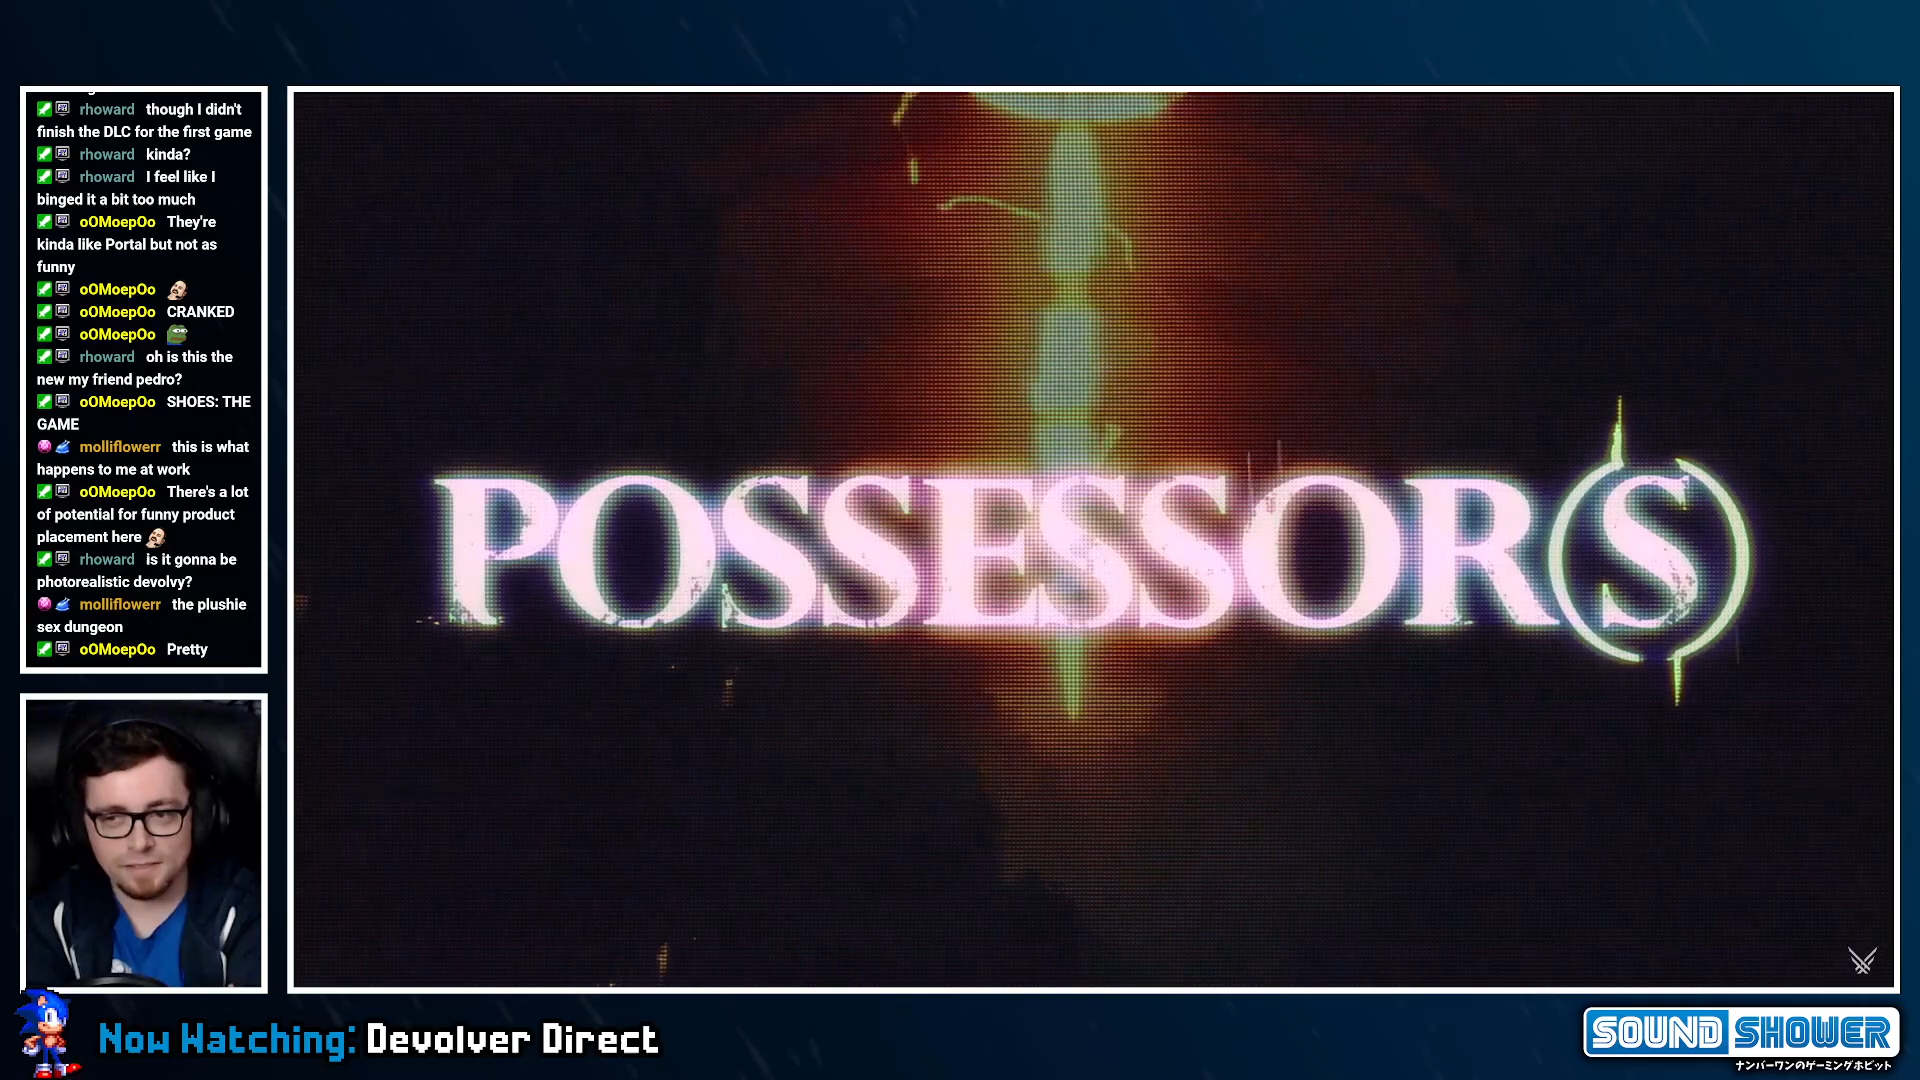 rhoward though I didn't
finish the DLC for the first game
rhoward kinda?
rhoward I feel like I
binged it a bit too much
oOMoepOo They're
kinda like Portal but not as
funny
oOMoepOo
oOMoepOo CRANKED
oOMoepOo
rhoward oh is this the
new my friend pedro?
oOMoepOo SHOES: THE
GAME
molliflowerr this is what
happens to me at work
oOMoepOo There's a lot
of potential for funny product
placement here
rhoward is it gonna be
photorealistic devolvy?
molliflowerr the plushie
sex dungeon
oOMoepOo Pretty
POSSESSOR(S)
Now Watching: Devolver Direct
SOUND SHOWER
ナンバーワンのゲーミングホビット